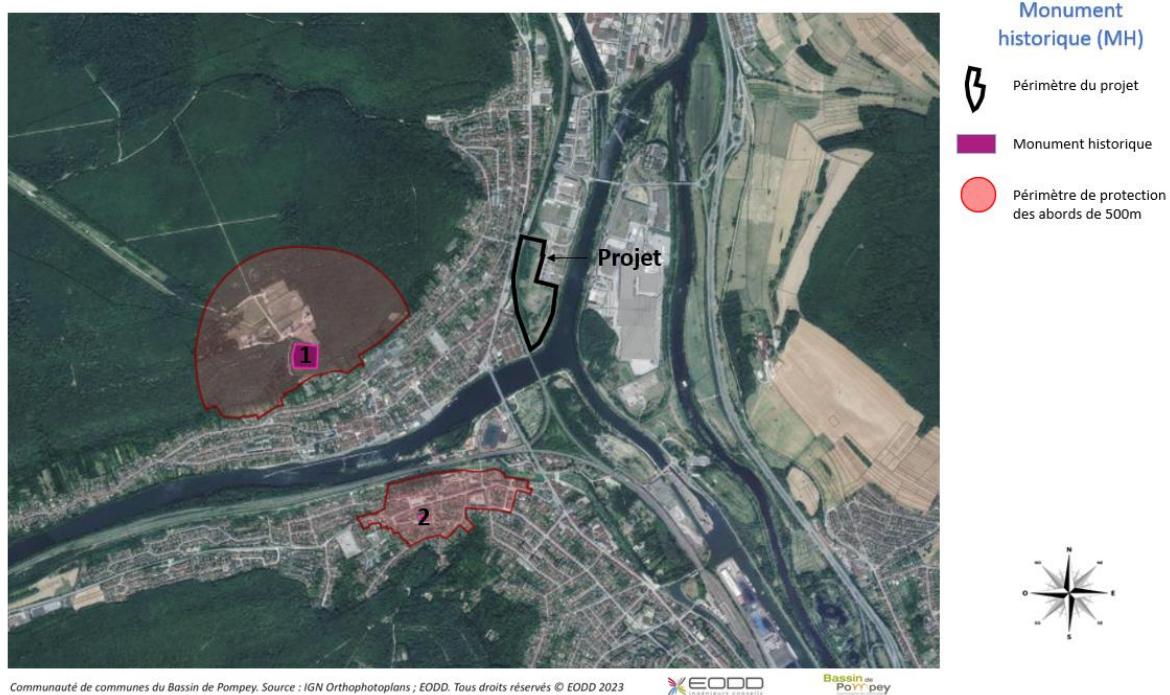 Monument
historique (MH)
Périmètre du projet
Monument historique
Périmètre de protection
des abords de 500m
Projet
1
2
N
O
E
S
Communauté de communes du Bassin de Pompey. Source : IGN Orthophotoplans ; EODD. Tous droits réservés © EODD 2023
EODD
ingénieurs conseils
Bassin de
Pompey